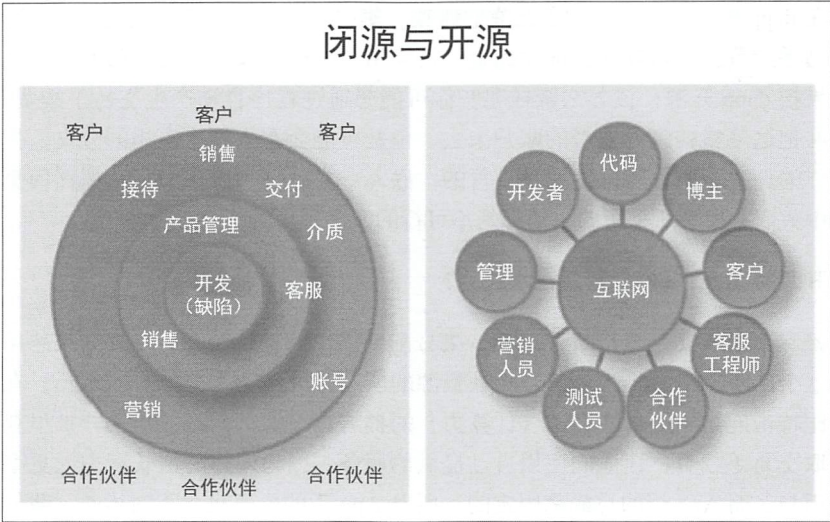 闭源与开源
客户
客户
客户
销售
接待
交付
产品管理
介质
开发
（缺陷）
客服
销售
账号
营销
合作伙伴
合作伙伴
合作伙伴
代码
开发者
博主
管理
互联网
客户
营销
人员
客服
工程师
测试
人员
合作
伙伴